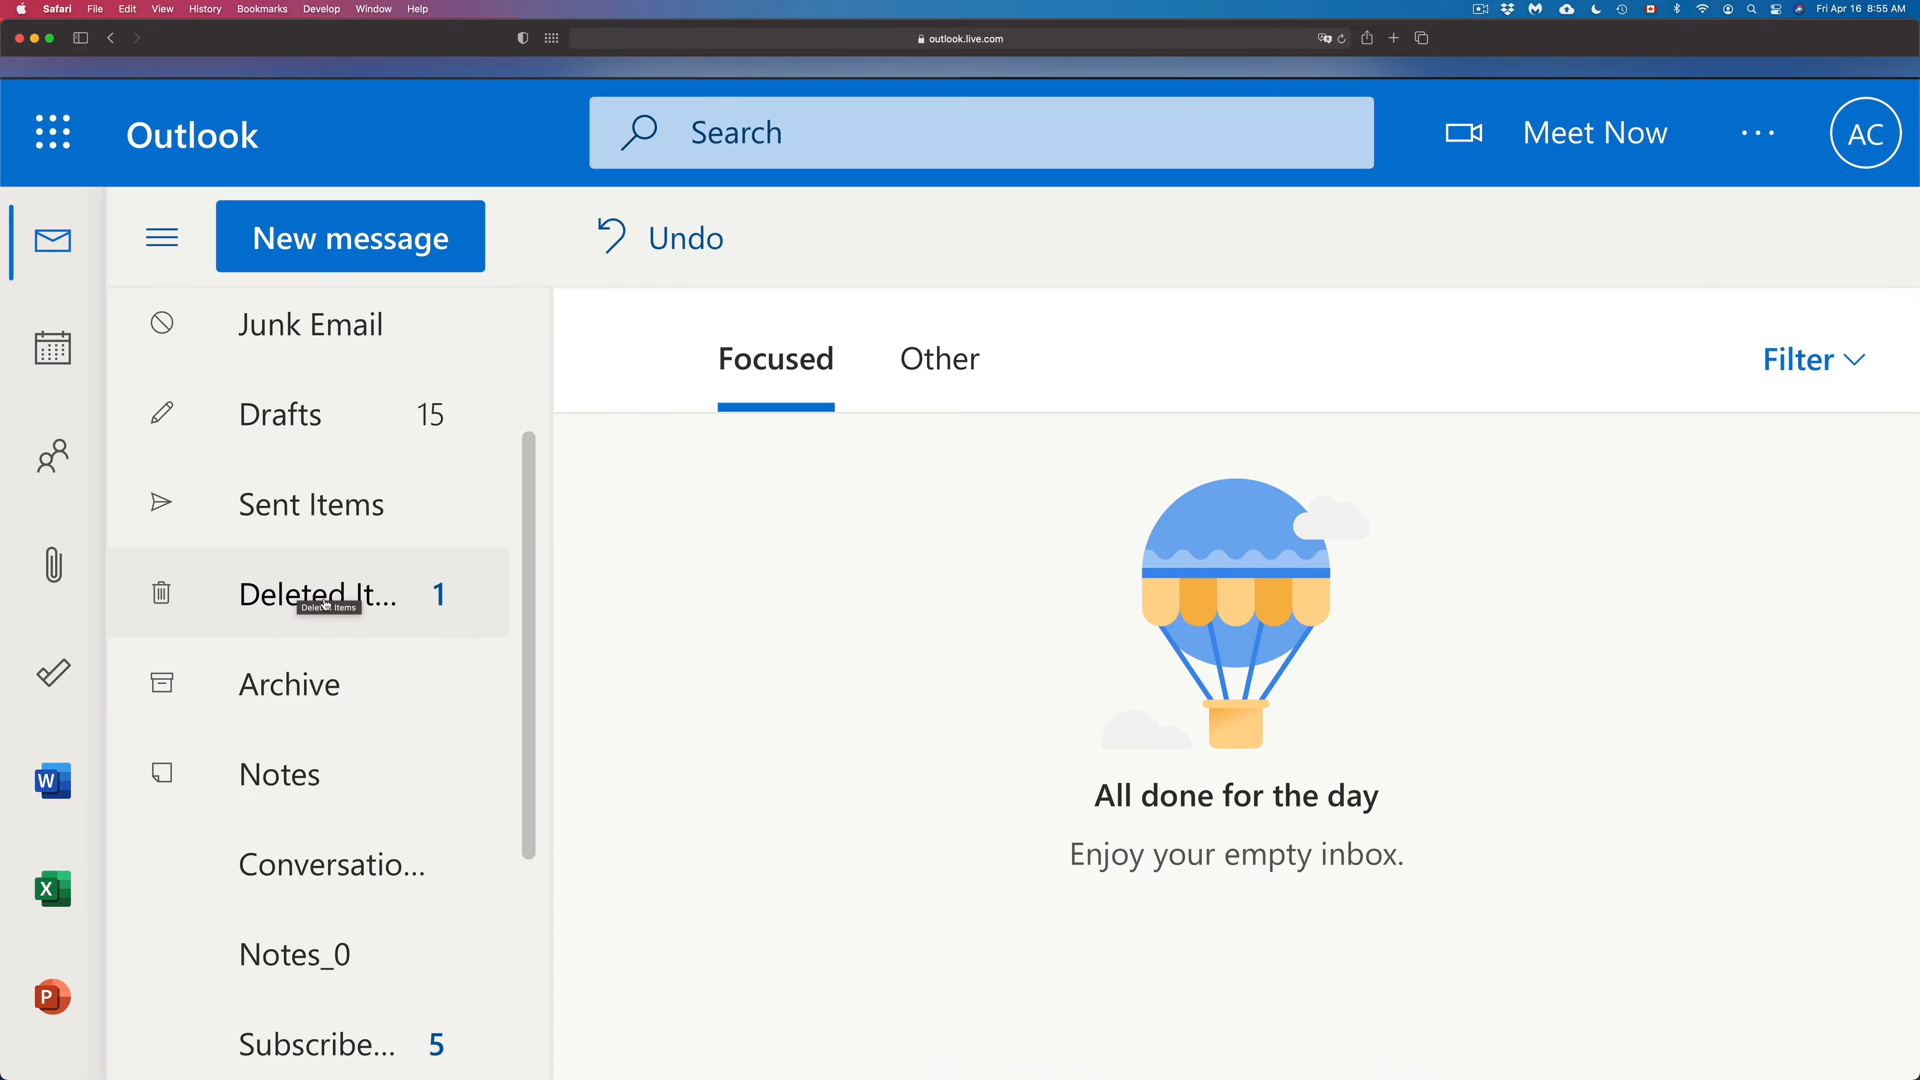 Safari File Edit View History Bookmarks Develop Window Help
Fri Apr 16 8:55 AM
outlook.live.com
Outlook
Search
Meet Now
AC
New message
Undo
Junk Email
Focused
Other
Filter
Drafts 15
Sent Items
Deleted It... 1
Archive
Notes
Conversatio...
Notes_0
Subscribe... 5
All done for the day
Enjoy your empty inbox.
W
X
P